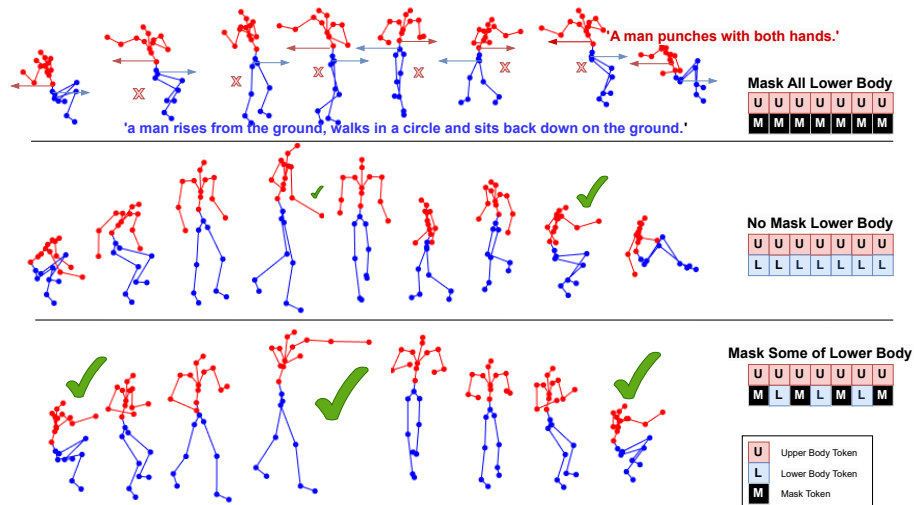 'A man punches with both hands.'
Mask All Lower Body
U U U U U U U
M M M M M M M
X X X X X
'a man rises from the ground, walks in a circle and sits back down on the ground.'
No Mask Lower Body
U U U U U U U
L L L L L L L
Mask Some of Lower Body
U U U U U U U
M L M L M L M
U Upper Body Token
L Lower Body Token
M Mask Token